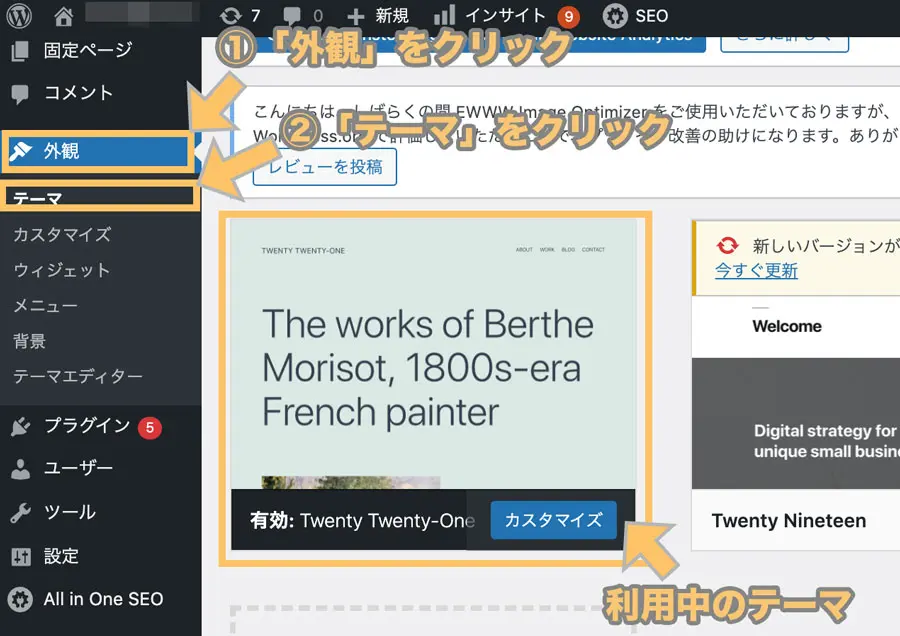 7 0 新規 インサイト 9 SEO
①「外観」をクリック
固定ページ
コメント
こんにちは。しばらくの間 EWWW Image Optimizer をご使用いただいておりますが、
②「テーマ」をクリック
改善の助けになります。ありが
レビューを投稿
外観
テーマ
カスタマイズ
ウィジェット
メニュー
背景
テーマエディター
プラグイン 5
ユーザー
ツール
設定
All in One SEO
TWENTY TWENTY-ONE
ABOUT WORK BLOG CONTACT
The works of Berthe
Morisot, 1800s-era
French painter
有効: Twenty Twenty-One
カスタマイズ
利用中のテーマ
新しいバージョンが
今すぐ更新
Welcome
Digital strategy for
unique small
Twenty Nineteen